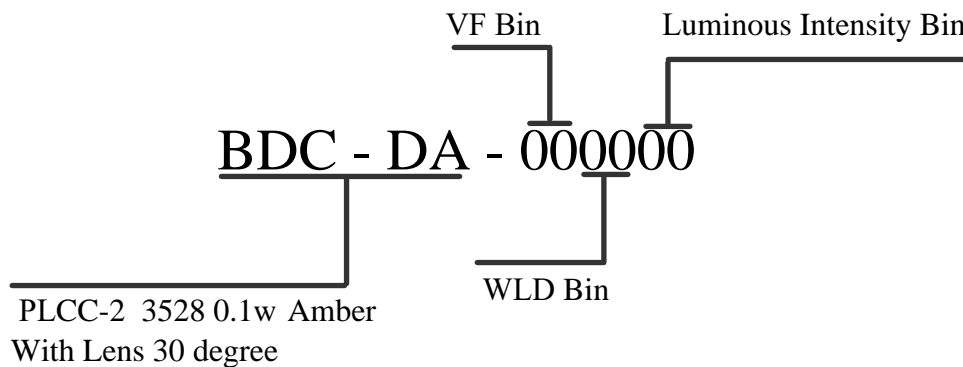 VF Bin
Luminous Intensity Bin
BDC - DA - 000000
WLD Bin
PLCC-2 3528 0.1w Amber
With Lens 30 degree